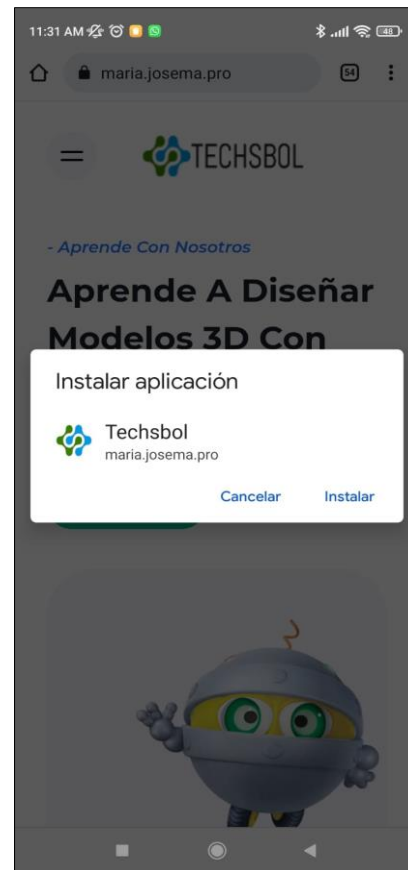 11:31 AM
48
maria.josema.pro
54
TECHSBOL
- Aprende Con Nosotros
Aprende A Diseñar
Modelos 3D Con
Instalar aplicación
Techsbol
maria.josema.pro
Cancelar
Instalar